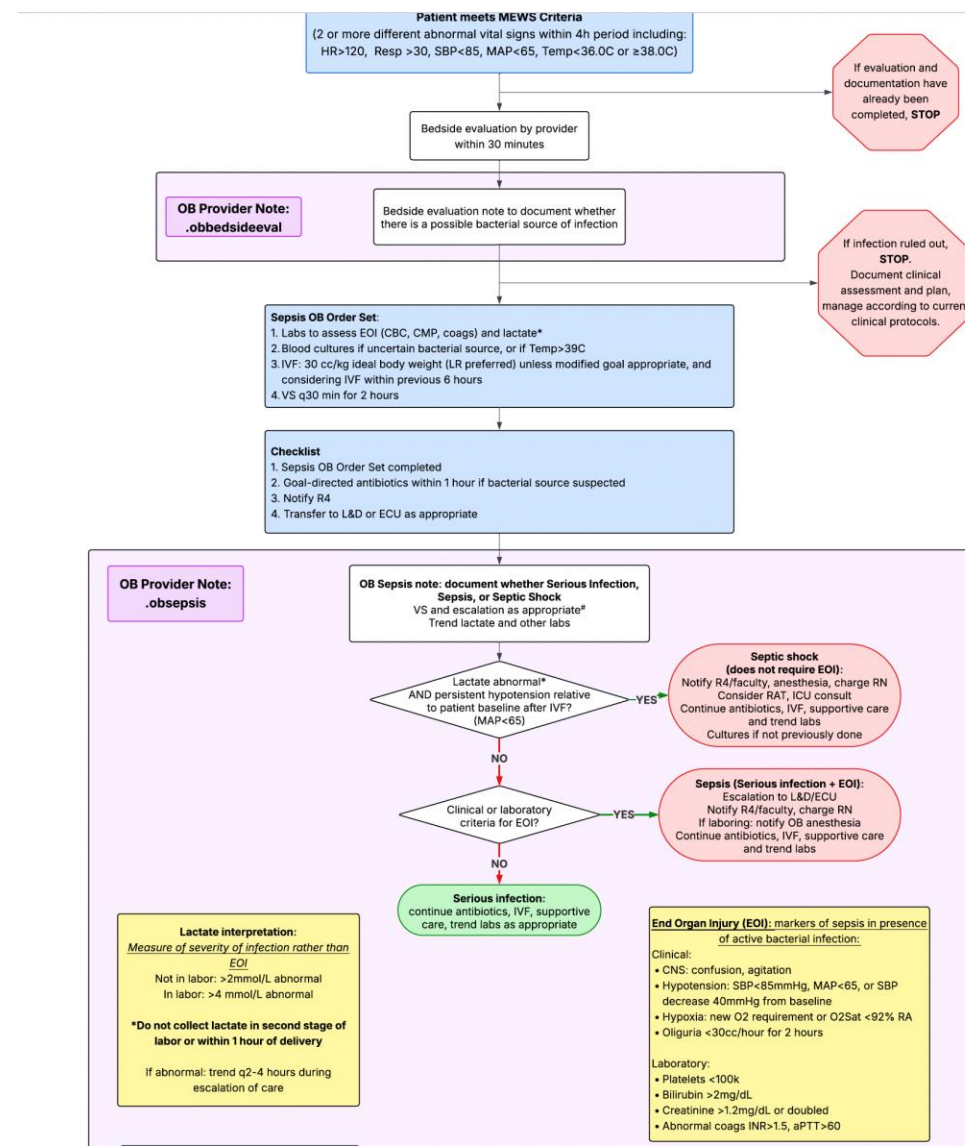 Patient meets MEWS Criteria
(2 or more different abnormal vital signs within 4h period including:
HR>120, Resp >30, SBP<85, MAP<65, Temp<36.0C or ≥38.0C)
If evaluation and
documentation have
already been
completed, STOP
Bedside evaluation by provider
within 30 minutes
OB Provider Note:
.obbedsideeval
Bedside evaluation note to document whether
there is a possible bacterial source of infection
If infection ruled out,
STOP.
Document clinical
assessment and plan,
manage according to current
clinical protocols.
Sepsis OB Order Set:
1. Labs to assess EOI (CBC, CMP, coags) and lactate*
2. Blood cultures if uncertain bacterial source, or if Temp>39C
3. IVF: 30 cc/kg ideal body weight (LR preferred) unless modified goal appropriate, and
considering IVF within previous 6 hours
4. VS q30 min for 2 hours
Checklist
1. Sepsis OB Order Set completed
2. Goal-directed antibiotics within 1 hour if bacterial source suspected
3. Notify R4
4. Transfer to L&D or ECU as appropriate
OB Provider Note:
.obsepsis
OB Sepsis note: document whether Serious Infection,
Sepsis, or Septic Shock
VS and escalation as appropriate#
Trend lactate and other labs
Lactate abnormal*
AND persistent hypotension relative
to patient baseline after IVF?
(MAP<65)
YES
Septic shock
(does not require EOI):
Notify R4/faculty, anesthesia, charge RN
Consider RAT, ICU consult
Continue antibiotics, IVF, supportive care
and trend labs
Cultures if not previously done
NO
Clinical or laboratory
criteria for EOI?
YES
Sepsis (Serious infection + EOI):
Escalation to L&D/ECU
Notify R4/faculty, charge RN
If laboring: notify OB anesthesia
Continue antibiotics, IVF, supportive care
and trend labs
NO
Serious infection:
continue antibiotics, IVF, supportive
care, trend labs as appropriate
Lactate interpretation:
Measure of severity of infection rather than
EOI
Not in labor: >2mmol/L abnormal
In labor: >4 mmol/L abnormal
*Do not collect lactate in second stage of
labor or within 1 hour of delivery
If abnormal: trend q2-4 hours during
escalation of care
End Organ Injury (EOI): markers of sepsis in presence
of active bacterial infection:
Clinical:
• CNS: confusion, agitation
• Hypotension: SBP<85mmHg, MAP<65, or SBP
decrease 40mmHg from baseline
• Hypoxia: new O2 requirement or O2Sat <92% RA
• Oliguria <30cc/hour for 2 hours
Laboratory:
• Platelets <100k
• Bilirubin >2mg/dL
• Creatinine >1.2mg/dL or doubled
• Abnormal coags INR>1.5, aPTT>60